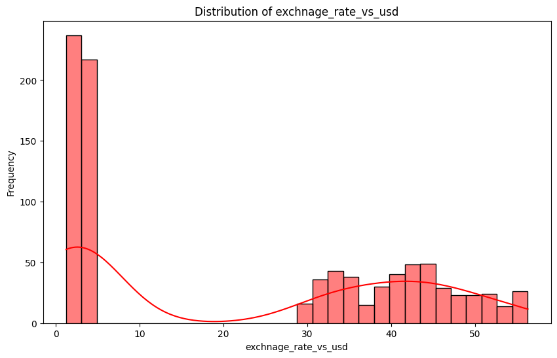 Distribution of exchnage_rate_vs_usd
Frequency
200
150
100
50
0
0 10 20 30 40 50
exchnage_rate_vs_usd